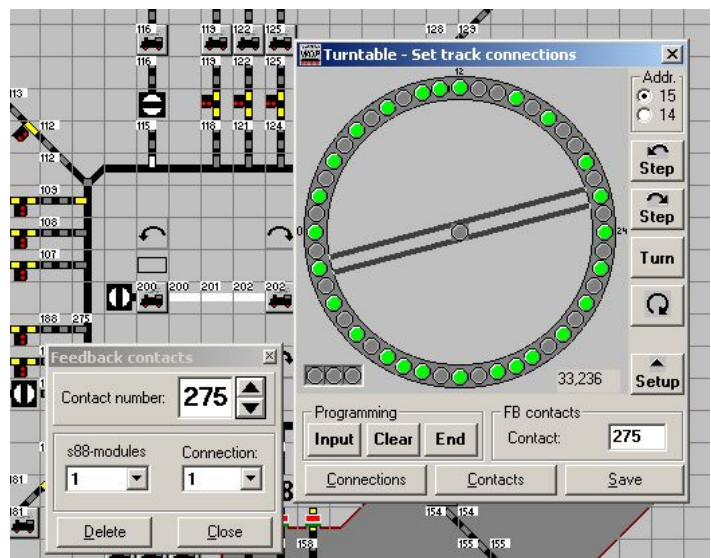 116 119 122 125
128 129
116 119 122 125
113
112
115 118 121 124
112
109
108
107
200 200 201 202 202
188 275
181
181
154 154
155 155
158
Turntable - Set track connections
12
Addr.
15
14
Step
Step
0
24
Turn
33,236
Setup
Programming
Input Clear End
FB contacts
Contact: 275
Connections Contacts Save
Feedback contacts
Contact number: 275
s88-modules Connection:
1 1
Delete Close